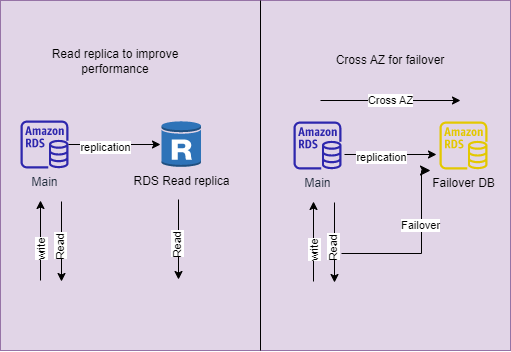 Read replica to improve
performance
Amazon
RDS
replication
R
Main
RDS Read replica
write
Read
Read
Cross AZ for failover
Cross AZ
Amazon
RDS
replication
Amazon
RDS
Main
Failover DB
write
Read
Failover